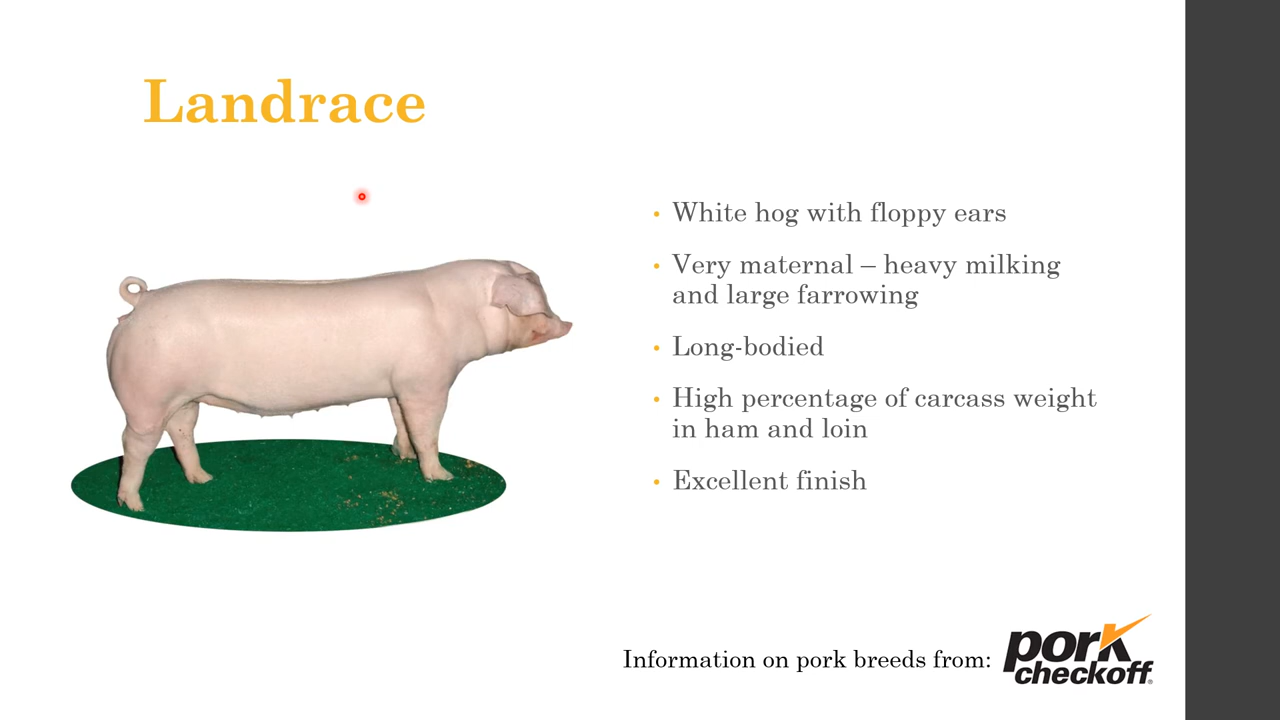 Landrace
• White hog with floppy ears
• Very maternal – heavy milking
and large farrowing
• Long-bodied
• High percentage of carcass weight
in ham and loin
• Excellent finish
Information on pork breeds from:
pork
checkoff®